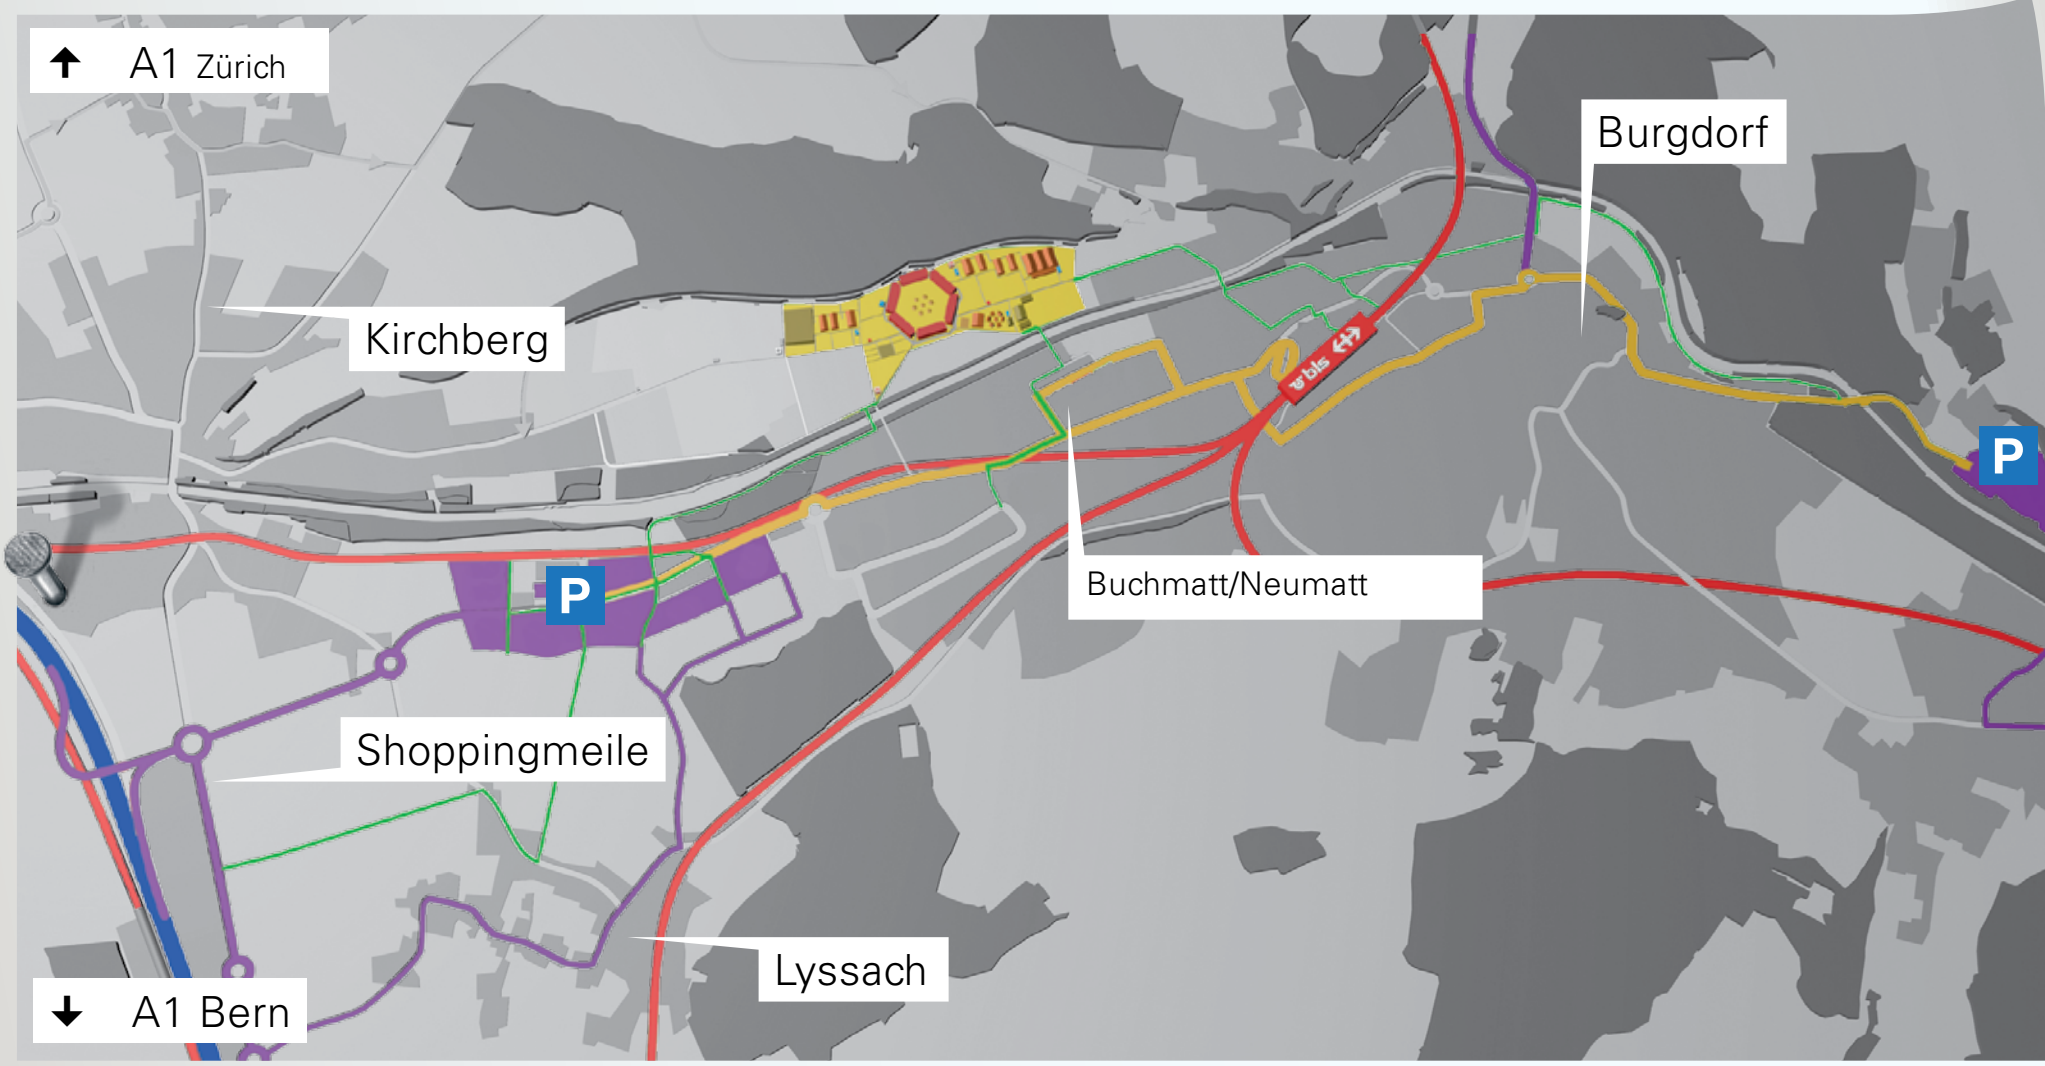 A1 Zürich
Burgdorf
Kirchberg
bls
P
Buchmatt/Neumatt
P
Shoppingmeile
Lyssach
A1 Bern